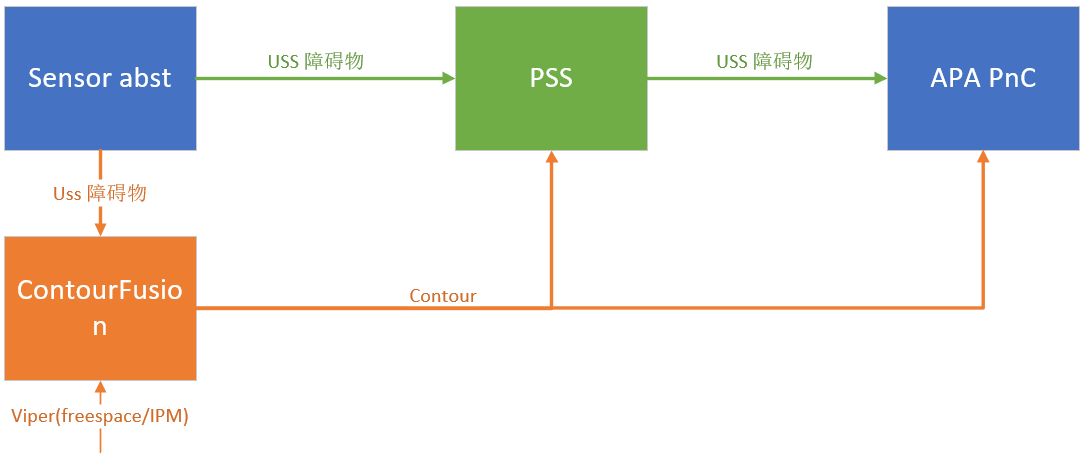 USS 障碍物
USS 障碍物
Sensor abst
PSS
APA PnC
Uss 障碍物
ContourFusio
n
Contour
Viper(freespace/IPM)